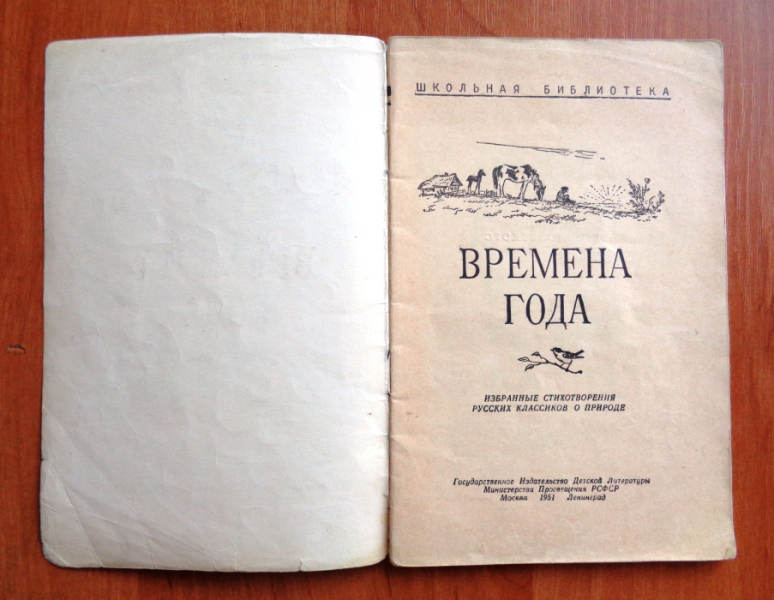 ШКОЛЬНАЯ БИБЛИОТЕКА
ВРЕМЕНА
ГОДА
ИЗБРАННЫЕ СТИХОТВОРЕНИЯ
РУССКИХ КЛАССИКОВ О ПРИРОДЕ
Государственное Издательство Детской Литературы
Министерства Просвещения РСФСР
Москва 1951 Ленинград